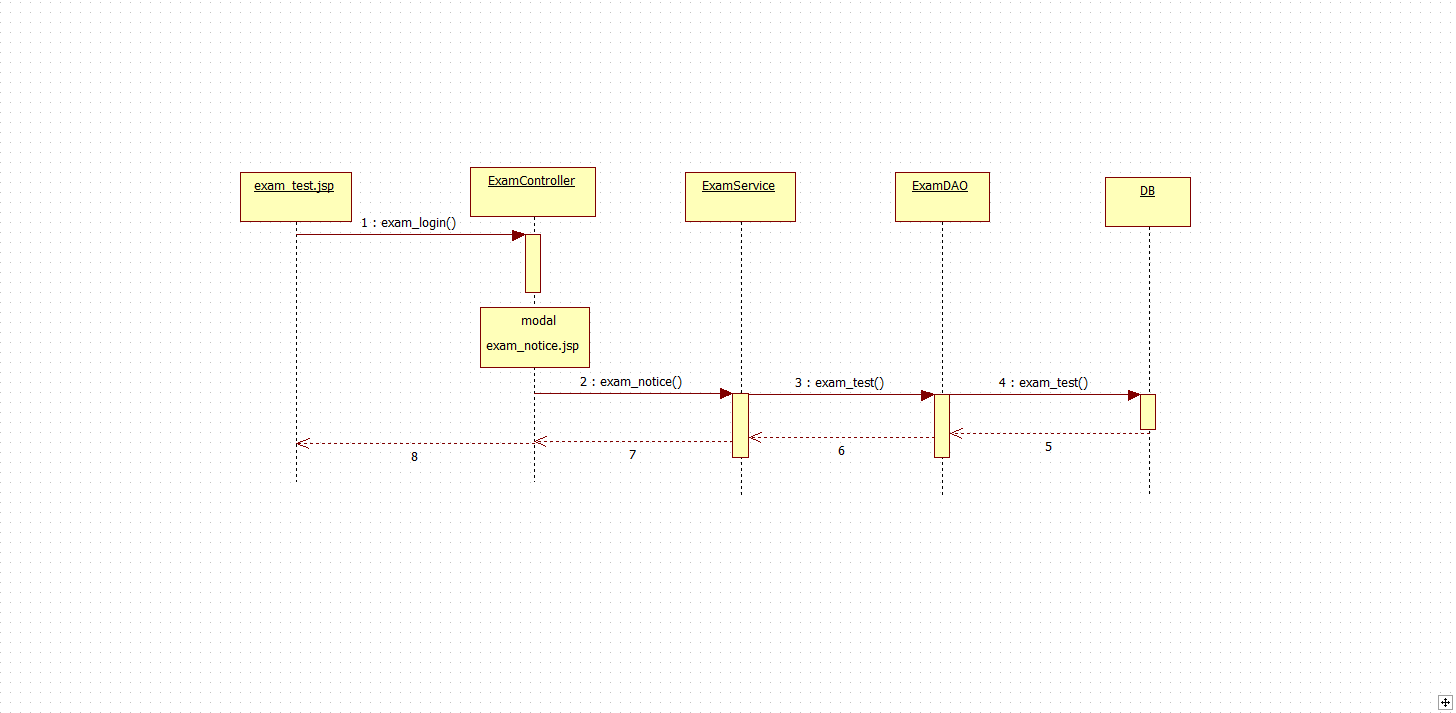 exam_test.jsp
ExamController
ExamService
ExamDAO
DB
1 : exam_login()
modal
exam_notice.jsp
2 : exam_notice()
3 : exam_test()
4 : exam_test()
5
6
7
8